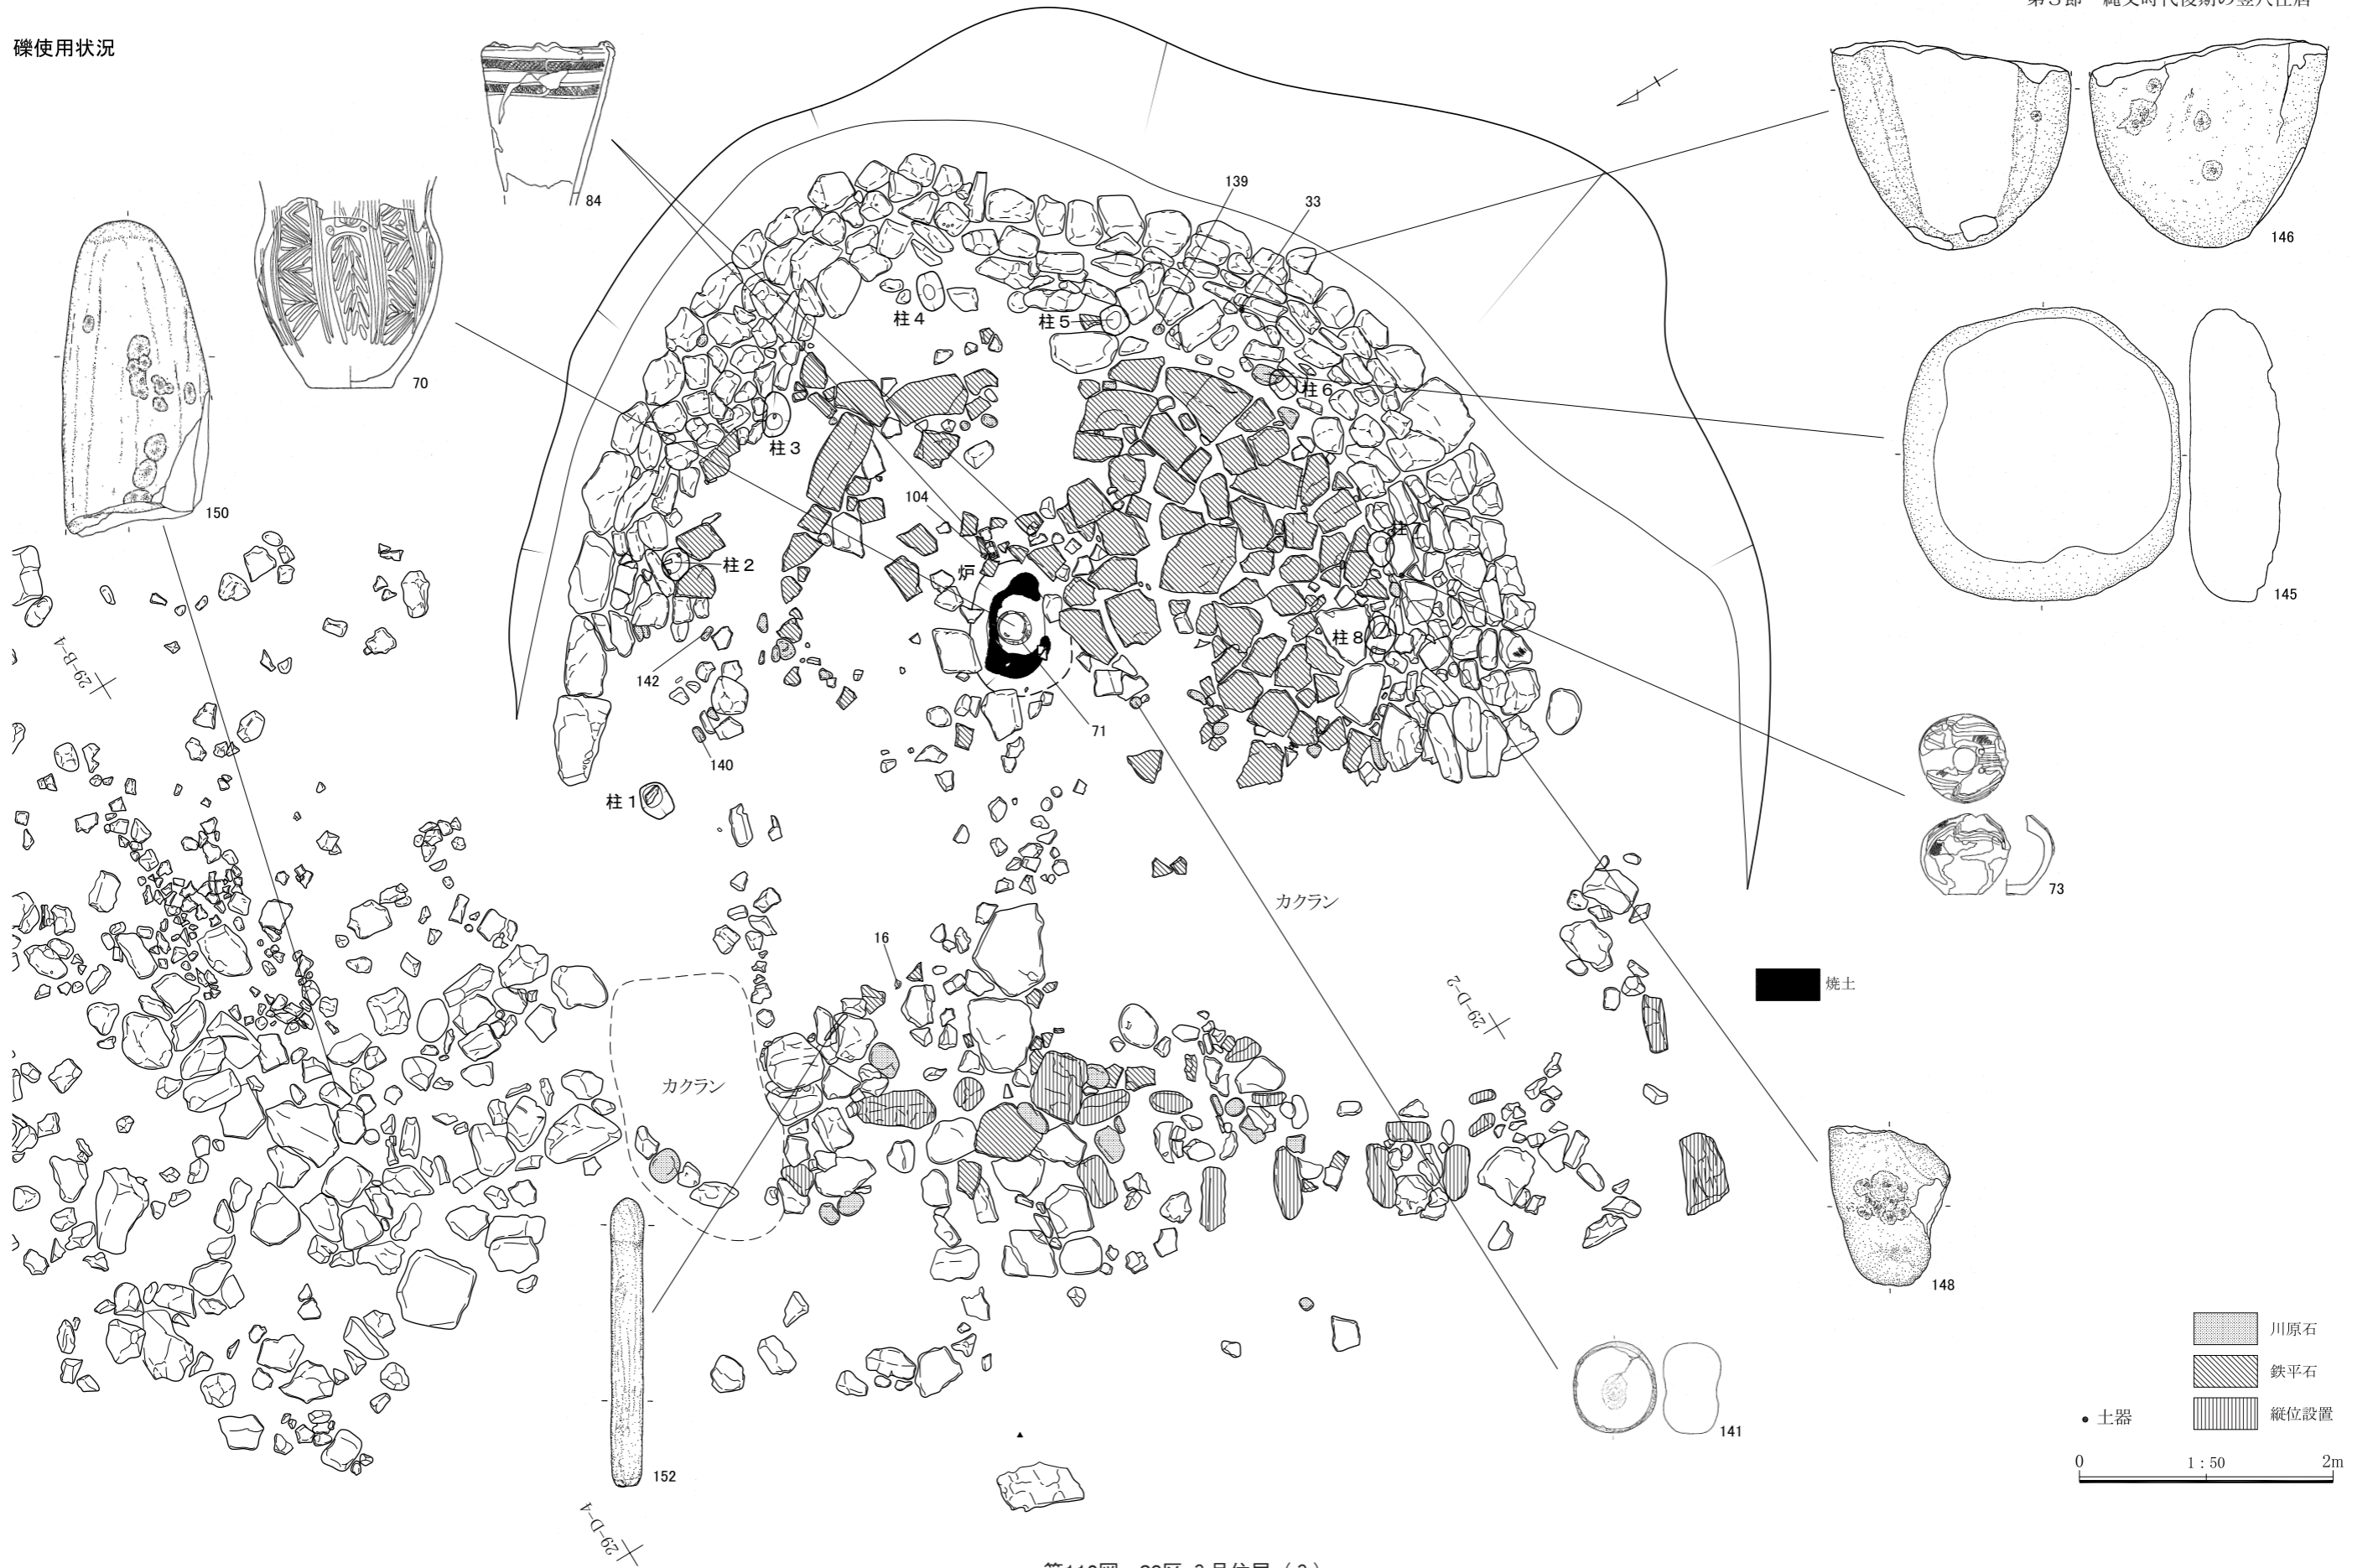 礫使用状況
84
70
150
146
145
139
33
柱4
柱5
柱6
柱3
104
柱
炉
柱2
柱8
142
71
140
柱1
29-B-4
73
カクラン
16
29-D-2
焼土
カクラン
148
川原石
鉄平石
縦位設置
土器
141
152
0 1:50 2m
29-D-4